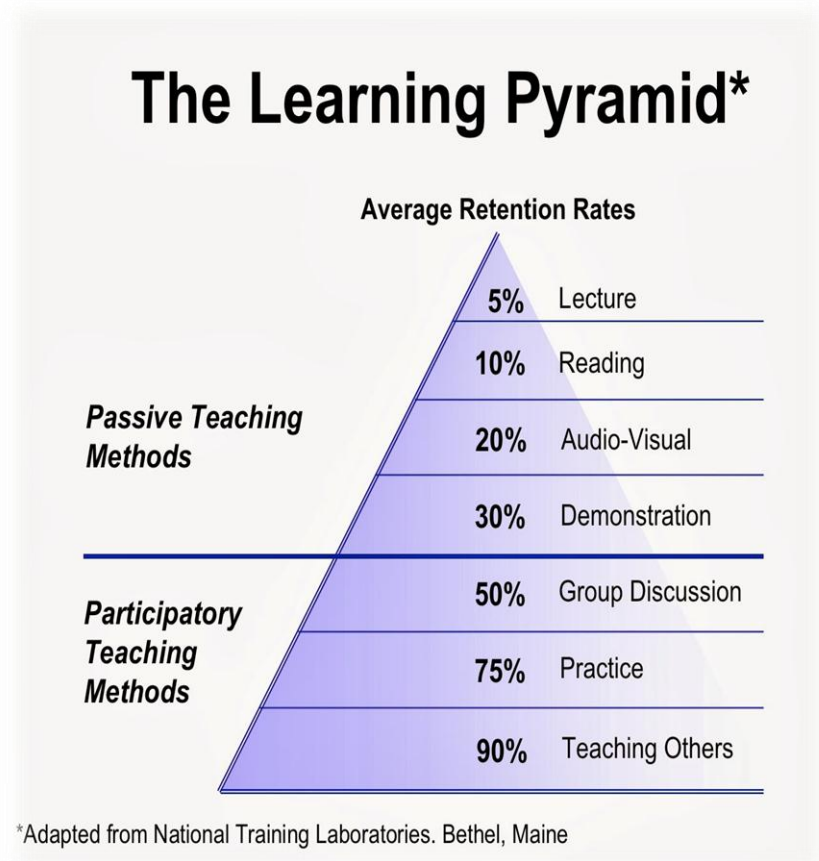 The Learning Pyramid*
Average Retention Rates
5% Lecture
10% Reading
20% Audio-Visual
30% Demonstration
Passive Teaching
Methods
50% Group Discussion
75% Practice
90% Teaching Others
Participatory
Teaching
Methods
*Adapted from National Training Laboratories. Bethel, Maine